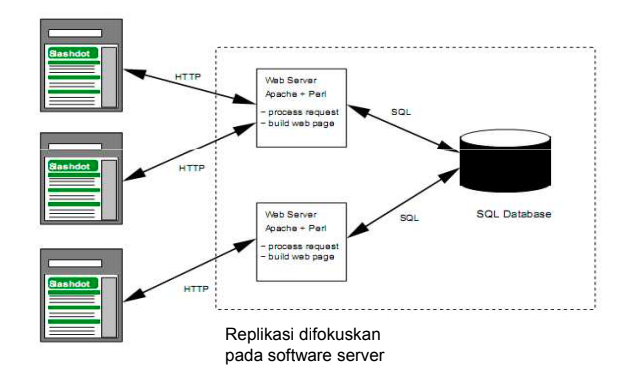 Slashdot
HTTP
Web Server
Apache + Perl
– process request
– build web page
SQL
Slashdot
HTTP
SQL Database
Web Server
Apache + Perl
– process request
– build web page
SQL
Slashdot
HTTP
Replikasi difokuskan
pada software server